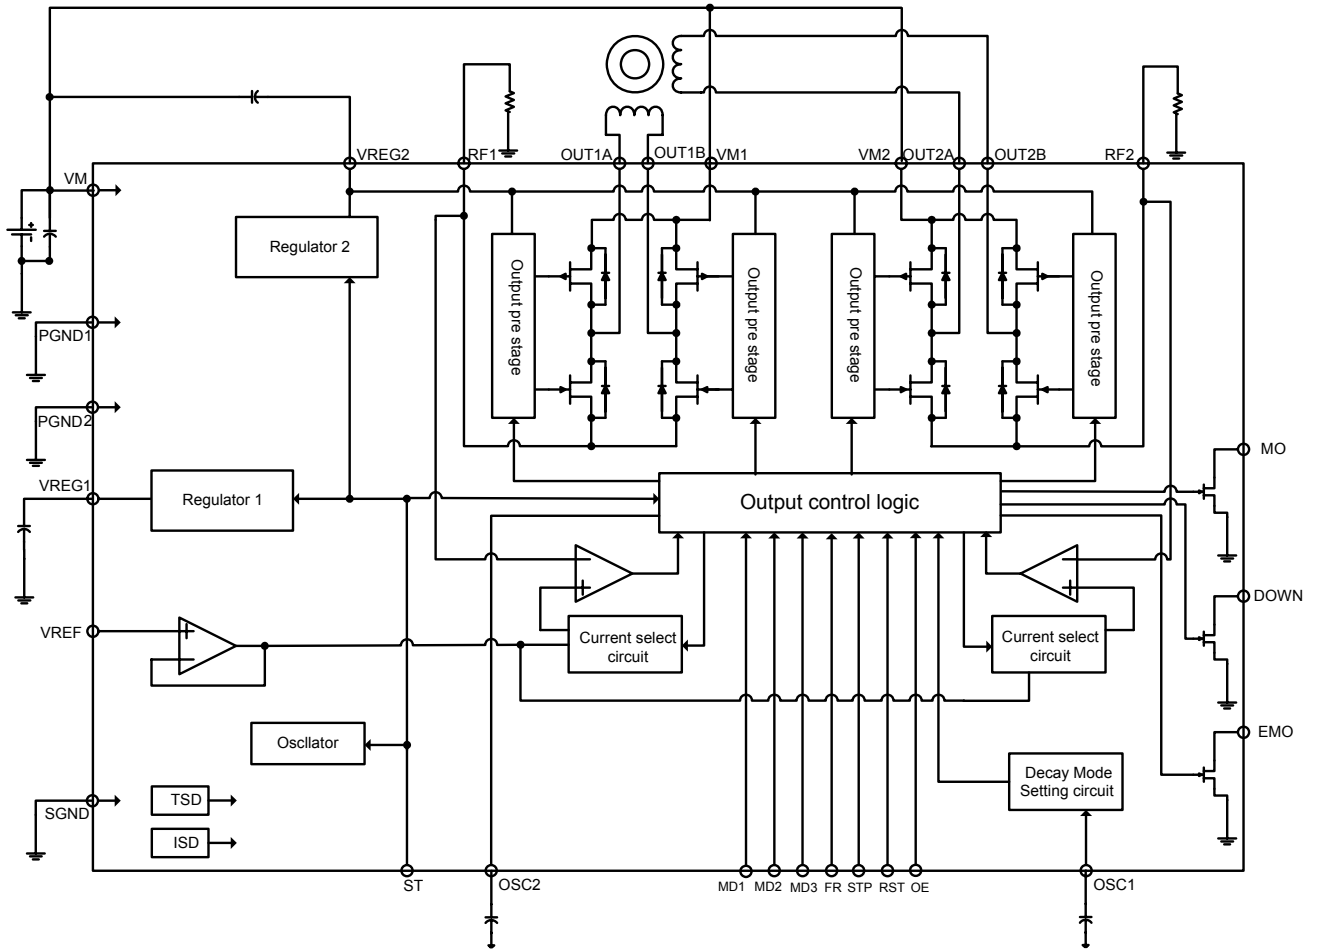 VREG2
RF1
OUT1A
OUT1B
VM1
VM2
OUT2A
OUT2B
RF2
VM
+
-
Regulator 2
Output pre stage
Output pre stage
Output pre stage
Output pre stage
PGND1
PGND2
MO
VREG1
Regulator 1
Output control logic
DOWN
VREF
+
-
-
+
-
+
Current select
circuit
Current select
circuit
Oscllator
EMO
Decay Mode
Setting circuit
SGND
TSD
ISD
ST
OSC2
MD1
MD2
MD3
FR
STP
RST
OE
OSC1